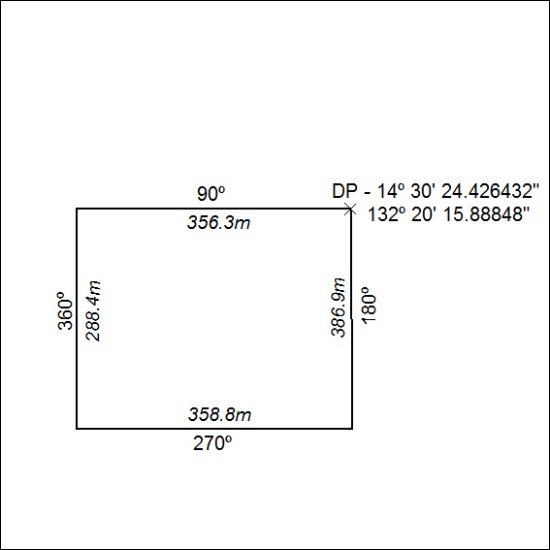 90º
DP - 14º 30' 24.426432"
132º 20' 15.88848"
356.3m
360º
288.4m
386.9m
180º
358.8m
270º